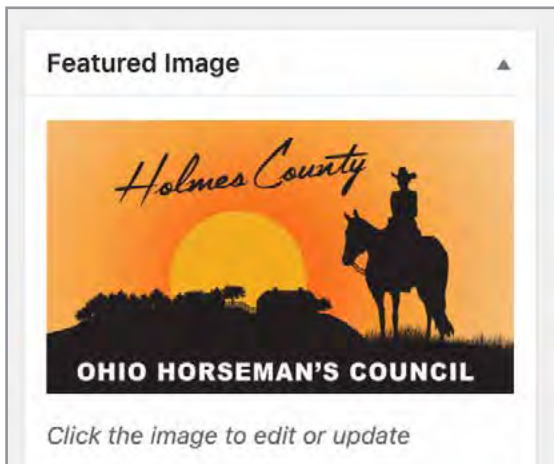 Featured Image
Holmes County
OHIO HORSEMAN'S COUNCIL
Click the image to edit or update